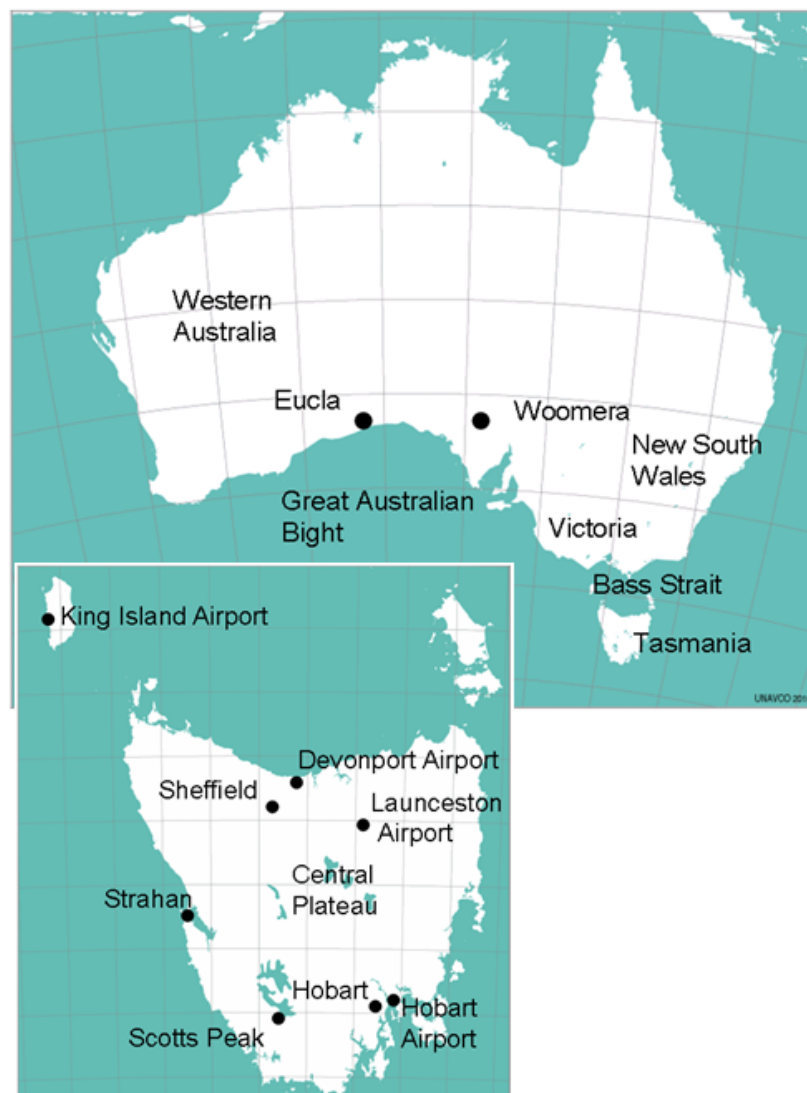 Western
Australia
Eucla
Woomera
New South
Wales
Great Australian
Bight
Victoria
Bass Strait
Tasmania
King Island Airport
Devonport Airport
Sheffield
Launceston
Airport
Central
Plateau
Strahan
Hobart
Hobart
Airport
Scotts Peak
UNAVCO